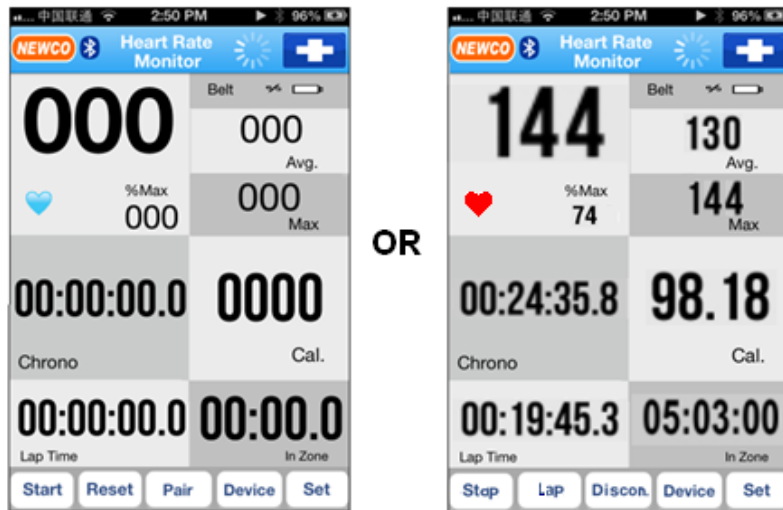 中国联通 2:50 PM 96%
NEWCO Heart Rate
Monitor
000
Belt
000
Avg.
%Max
000
000
Max
00:00:00.0
Chrono
0000
Cal.
00:00:00.0
Lap Time
00:00.0
In Zone
Start Reset Pair Device Set
OR
中国联通 2:50 PM 96%
NEWCO Heart Rate
Monitor
144
Belt
130
Avg.
%Max
74
144
Max
00:24:35.8
Chrono
98.18
Cal.
00:19:45.3
Lap Time
05:03:00
In Zone
Stop Lap Discon. Device Set